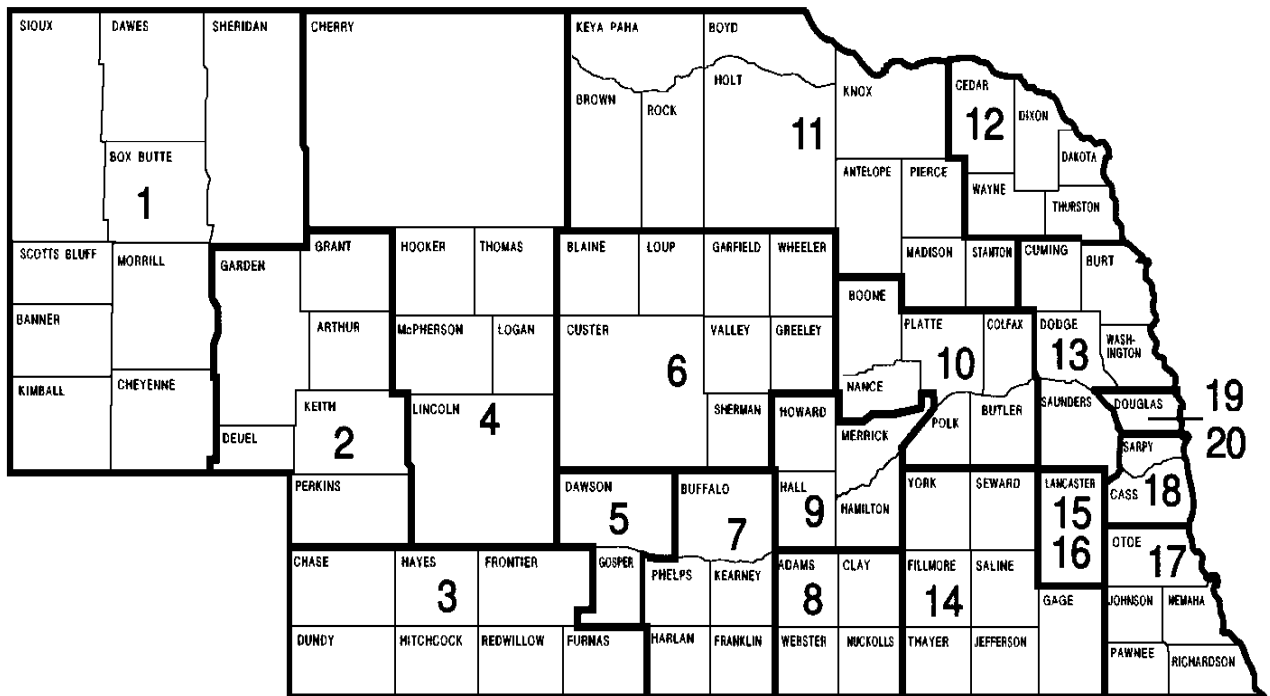 SIOUX DAWES SHERIDAN CHERRY KEYA PAHA BOYD
HOLT
KNOX CEDAR
BROWN ROCK
DIXON
11 12
BOX BUTTE
DAKOTA
1
ANTELOPE PIERCE
WAYNE
THURSTON
SCOTTS BLUFF MORRILL GARDEN GRANT HOOKER THOMAS BLAINE LOUP GARFIELD WHEELER MADISON STANTON CUMING BURT
BOONE
BANNER ARTHUR McPHERSON LOGAN CUSTER VALLEY GREELEY PLATTE COLFAX DODGE
WASH-
INGTON
6 10 13
KIMBALL CHEYENNE NANCE
KEITH LINCOLN SHERMAN HOWARD POLK BUTLER SAUNDERS DOUGLAS 19
4
DEUEL 2 MERRICK
20
SARPY
PERKINS DAWSON BUFFALO HALL HAMILTON YORK SEWARD LANCASTER CASS 18
5 7 9 15
16
OTOE
17
CHASE HAYES FRONTIER GOSPER PHELPS KEARNEY ADAMS CLAY FILLMORE SALINE
3 8 14
GAGE JOHNSON NEMAHA
DUNDY HITCHCOCK REDWILLOW FURNAS HARLAN FRANKLIN WEBSTER NUCKOLLS THAYER JEFFERSON PAWNEE RICHARDSON